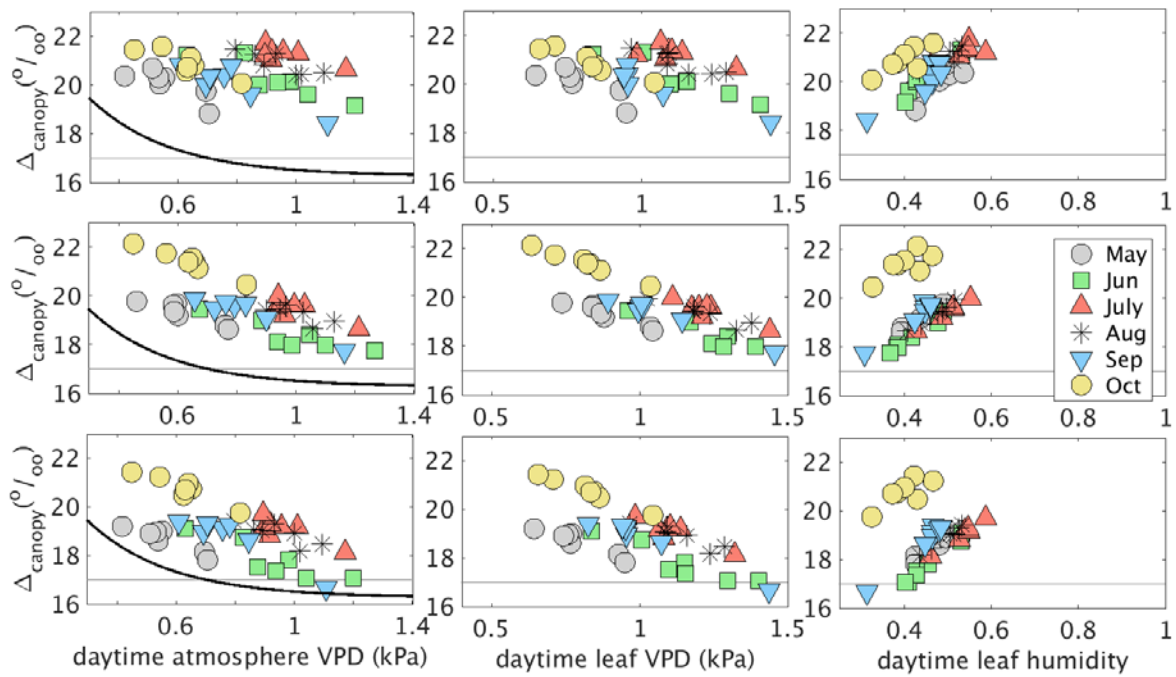 Δcanopy(o/oo)
22
20
18
16
0.6 1 1.4
22
20
18
16
0.5 1 1.5
22
20
18
16
0.4 0.6 0.8 1
Δcanopy(o/oo)
22
20
18
16
0.6 1 1.4
22
20
18
16
0.5 1 1.5
22
20
18
16
0.4 0.6 0.8 1
May
Jun
July
Aug
Sep
Oct
Δcanopy(o/oo)
22
20
18
16
0.6 1 1.4
22
20
18
16
0.5 1 1.5
22
20
18
16
0.4 0.6 0.8 1
daytime atmosphere VPD (kPa)
daytime leaf VPD (kPa)
daytime leaf humidity